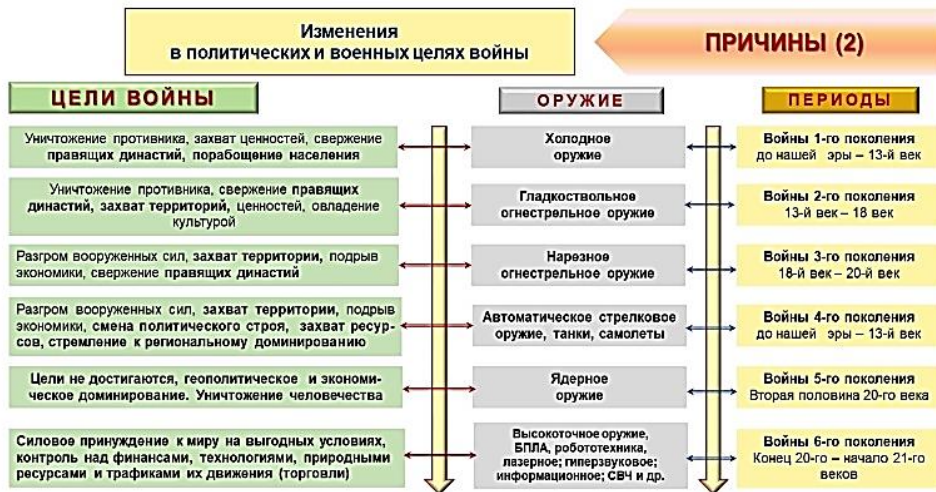 Изменения
в политических и военных целях войны
ПРИЧИНЫ (2)
ЦЕЛИ ВОЙНЫ
ОРУЖИЕ
ПЕРИОДЫ
Уничтожение противника, захват ценностей, свержение
правящих династий, порабощение населения
Холодное
оружие
Войны 1-го поколения
до нашей эры – 13-й век
Уничтожение противника, свержение правящих
династий, захват территорий, ценностей, овладение
культурой
Гладкоствольное
огнестрельное оружие
Войны 2-го поколения
13-й век – 18 век
Разгром вооруженных сил, захват территории, подрыв
экономики, свержение правящих династий
Нарезное
огнестрельное оружие
Войны 3-го поколения
18-й век – 20-й век
Разгром вооруженных сил, захват территории, подрыв
экономики, смена политического строя, захват ресур-
сов, стремление к региональному доминированию
Автоматическое стрелковое
оружие, танки, самолеты
Войны 4-го поколения
до нашей эры – 13-й век
Цели не достигаются, геополитическое и экономи-
ческое доминирование. Уничтожение человечества
Ядерное
оружие
Войны 5-го поколения
Вторая половина 20-го века
Силовое принуждение к миру на выгодных условиях,
контроль над финансами, технологиями, природными
ресурсами и трафиками их движения (торговли)
Высокоточное оружие,
БПЛА, робототехника,
лазерное; гиперзвуковое;
информационное; СВЧ и др.
Войны 6-го поколения
Конец 20-го – начало 21-го
веков